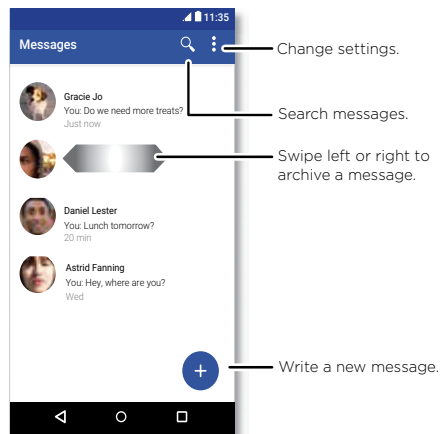 11:35
Messages
Change settings.
Gracie Jo
You: Do we need more treats?
Just now
Search messages.
Swipe left or right to
archive a message.
Daniel Lester
You: Lunch tomorrow?
20 min
Astrid Fanning
You: Hey, where are you?
Wed
+
Write a new message.